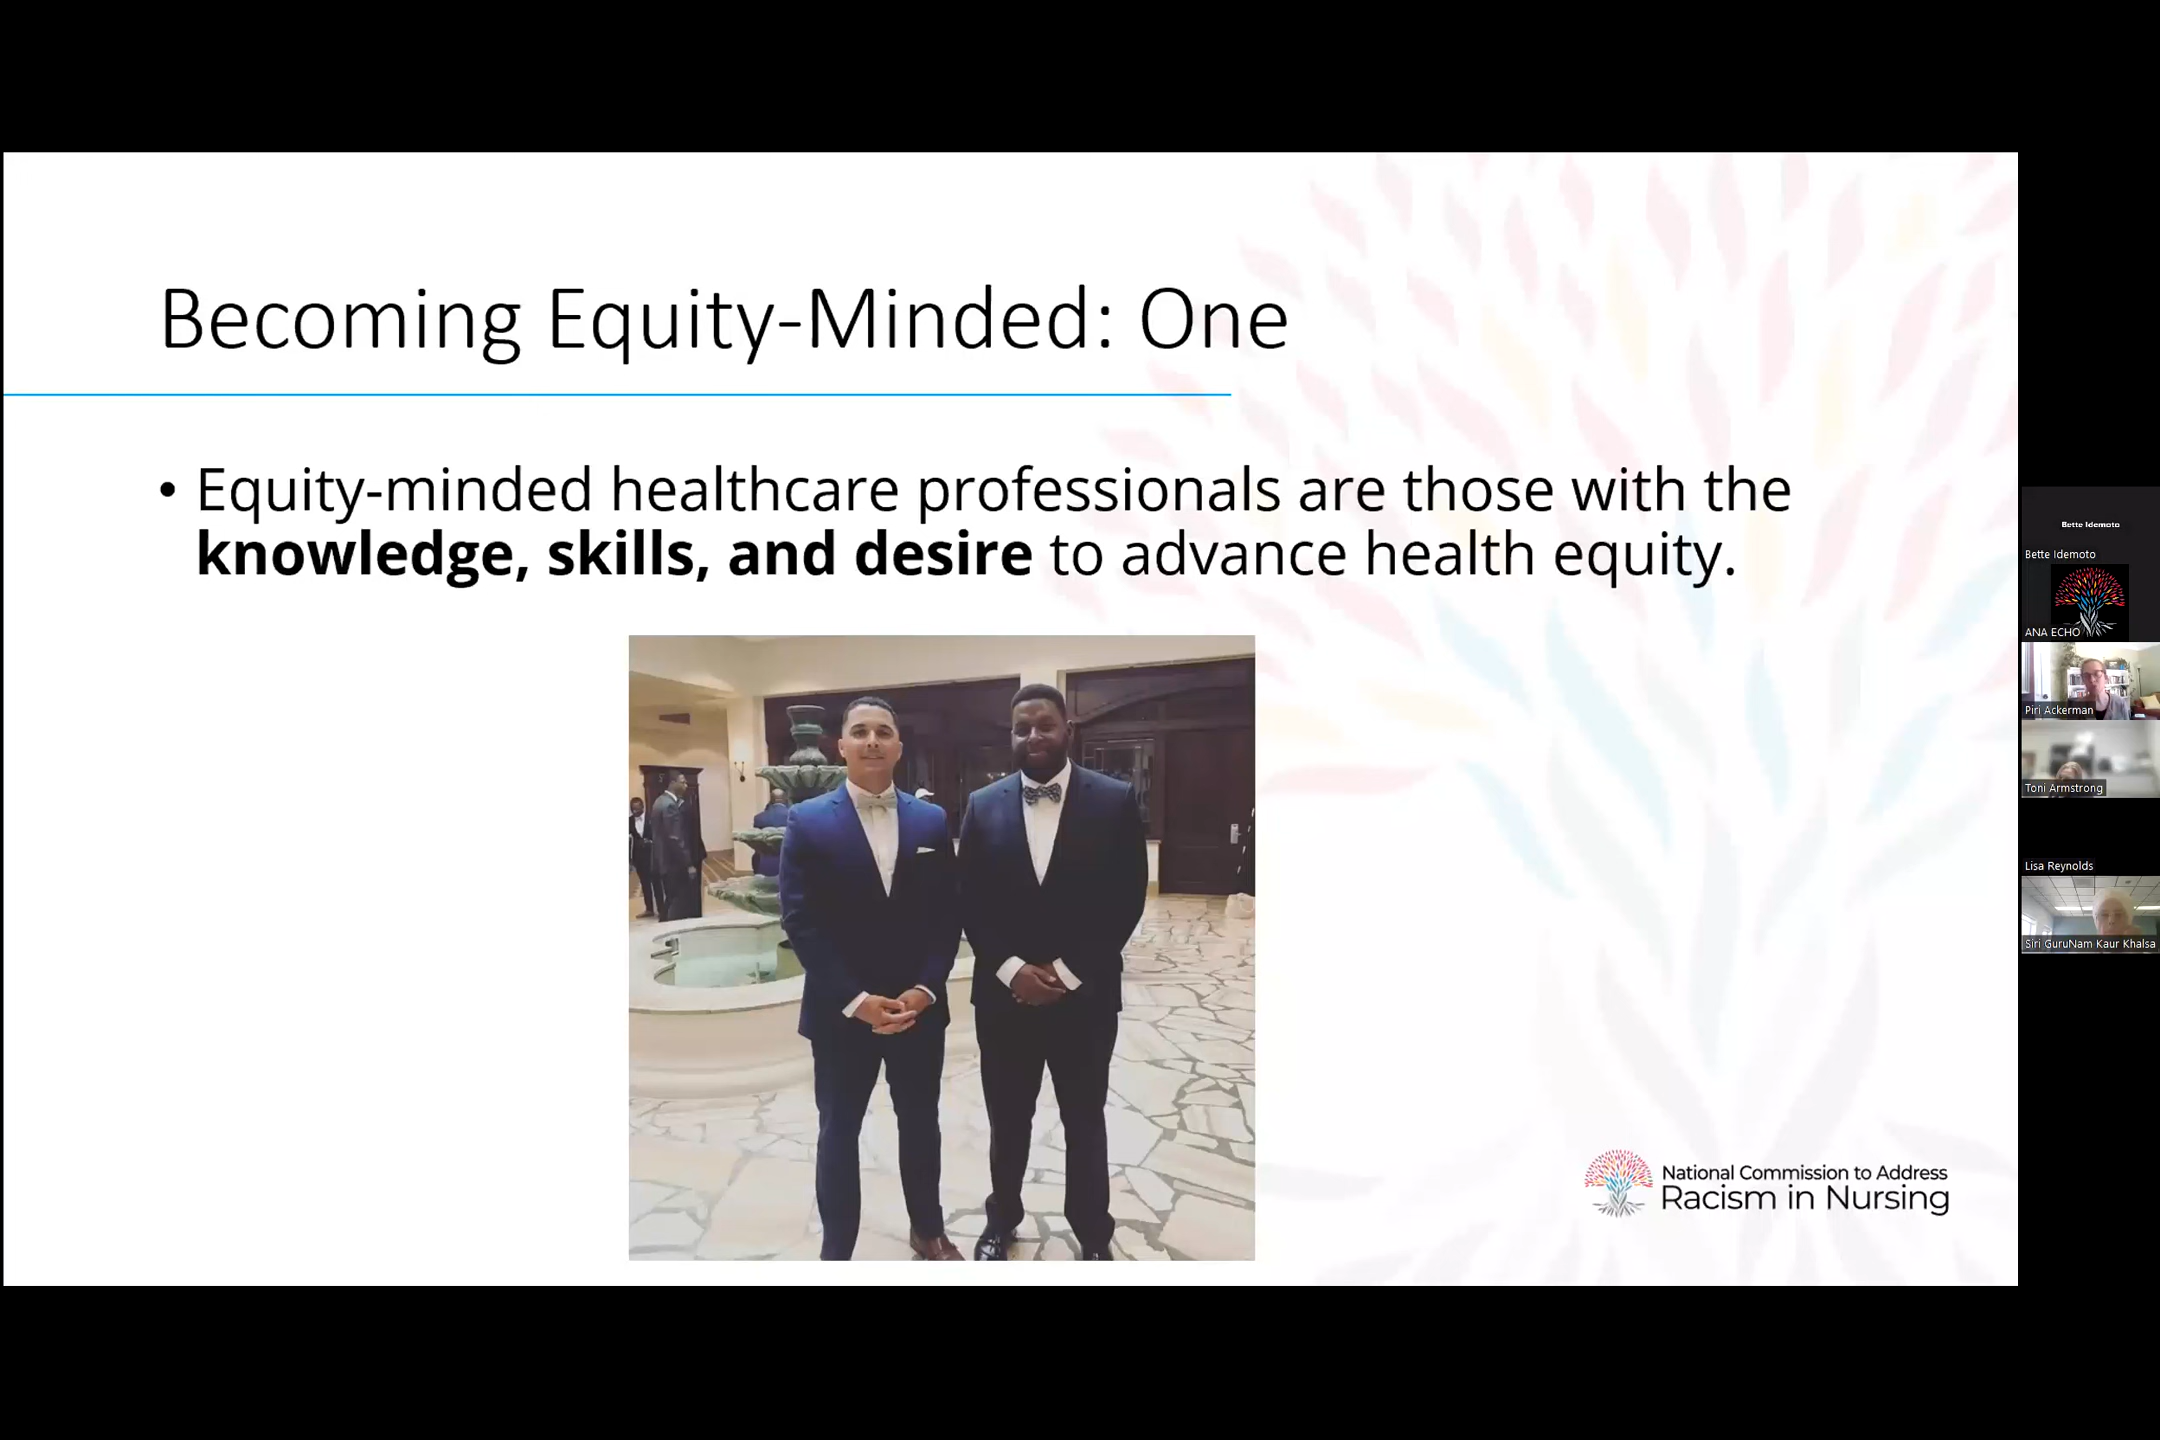 Becoming Equity-Minded: One
• Equity-minded healthcare professionals are those with the
knowledge, skills, and desire to advance health equity.
National Commission to Address
Racism in Nursing
Bette Idemoto
Bette Idemoto
ANA ECHO
Piri Ackerman
Toni Armstrong
Lisa Reynolds
Siri GuruNam Kaur Khalsa